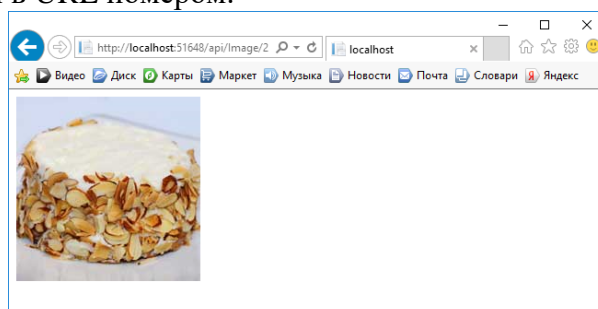 в URL номером.
http://localhost:51648/api/Image/2
localhost
Видео Диск Карты Маркет Музыка Новости Почта Словари Яндекс